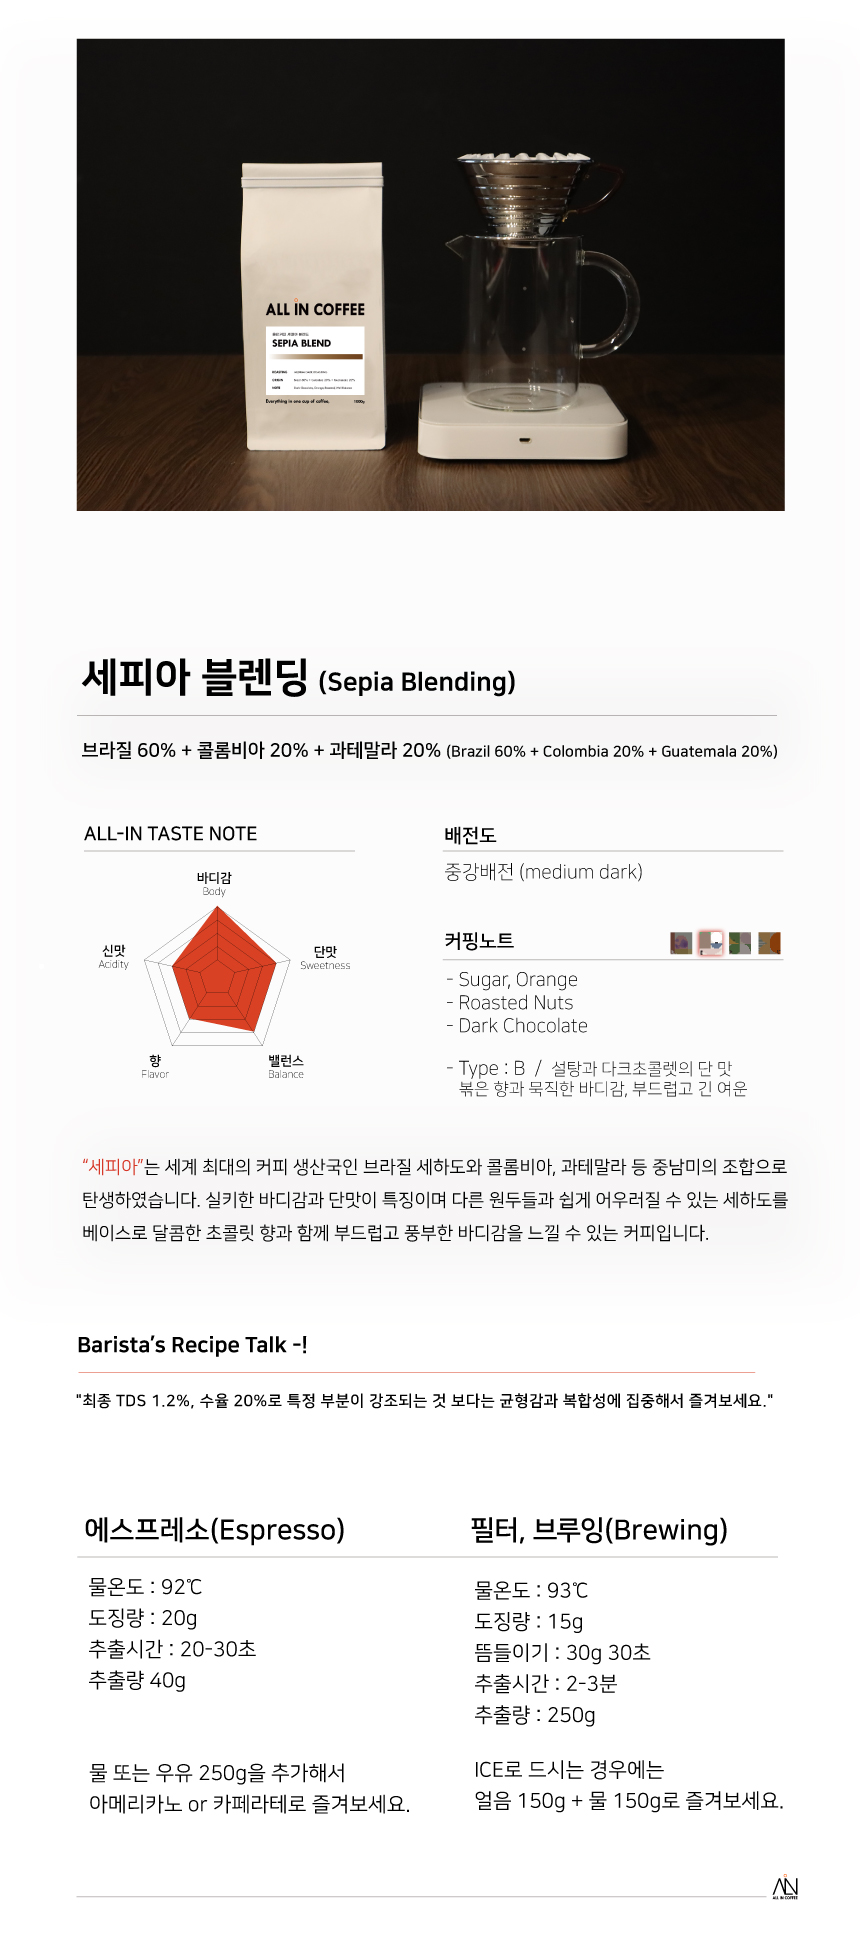 ALL IN COFFEE
SEPIA BLEND
ROASTING
ORIGIN
NOTE
Everything in one cup of coffee.
1000g
세피아 블렌딩 (Sepia Blending)
브라질 60% + 콜롬비아 20% + 과테말라 20% (Brazil 60% + Colombia 20% + Guatemala 20%)
ALL-IN TASTE NOTE
바디감
Body
신맛
Acidity
단맛
Sweetness
향
Flavor
밸런스
Balance
배전도
중강배전 (medium dark)
커핑노트
- Sugar, Orange
- Roasted Nuts
- Dark Chocolate
- Type : B / 설탕과 다크초콜렛의 단 맛
볶은 향과 묵직한 바디감, 부드럽고 긴 여운
“세피아”는 세계 최대의 커피 생산국인 브라질 세하도와 콜롬비아, 과테말라 등 중남미의 조합으로
탄생하였습니다. 실키한 바디감과 단맛이 특징이며 다른 원두들과 쉽게 어우러질 수 있는 세하도를
베이스로 달콤한 초콜릿 향과 함께 부드럽고 풍부한 바디감을 느낄 수 있는 커피입니다.
Barista’s Recipe Talk -!
"최종 TDS 1.2%, 수율 20%로 특정 부분이 강조되는 것 보다는 균형감과 복합성에 집중해서 즐겨보세요."
에스프레소(Espresso)
물온도 : 92℃
도징량 : 20g
추출시간 : 20-30초
추출량 40g
물 또는 우유 250g을 추가해서
아메리카노 or 카페라테로 즐겨보세요.
필터, 브루잉(Brewing)
물온도 : 93℃
도징량 : 15g
뜸들이기 : 30g 30초
추출시간 : 2-3분
추출량 : 250g
ICE로 드시는 경우에는
얼음 150g + 물 150g로 즐겨보세요.
ALL IN COFFEE